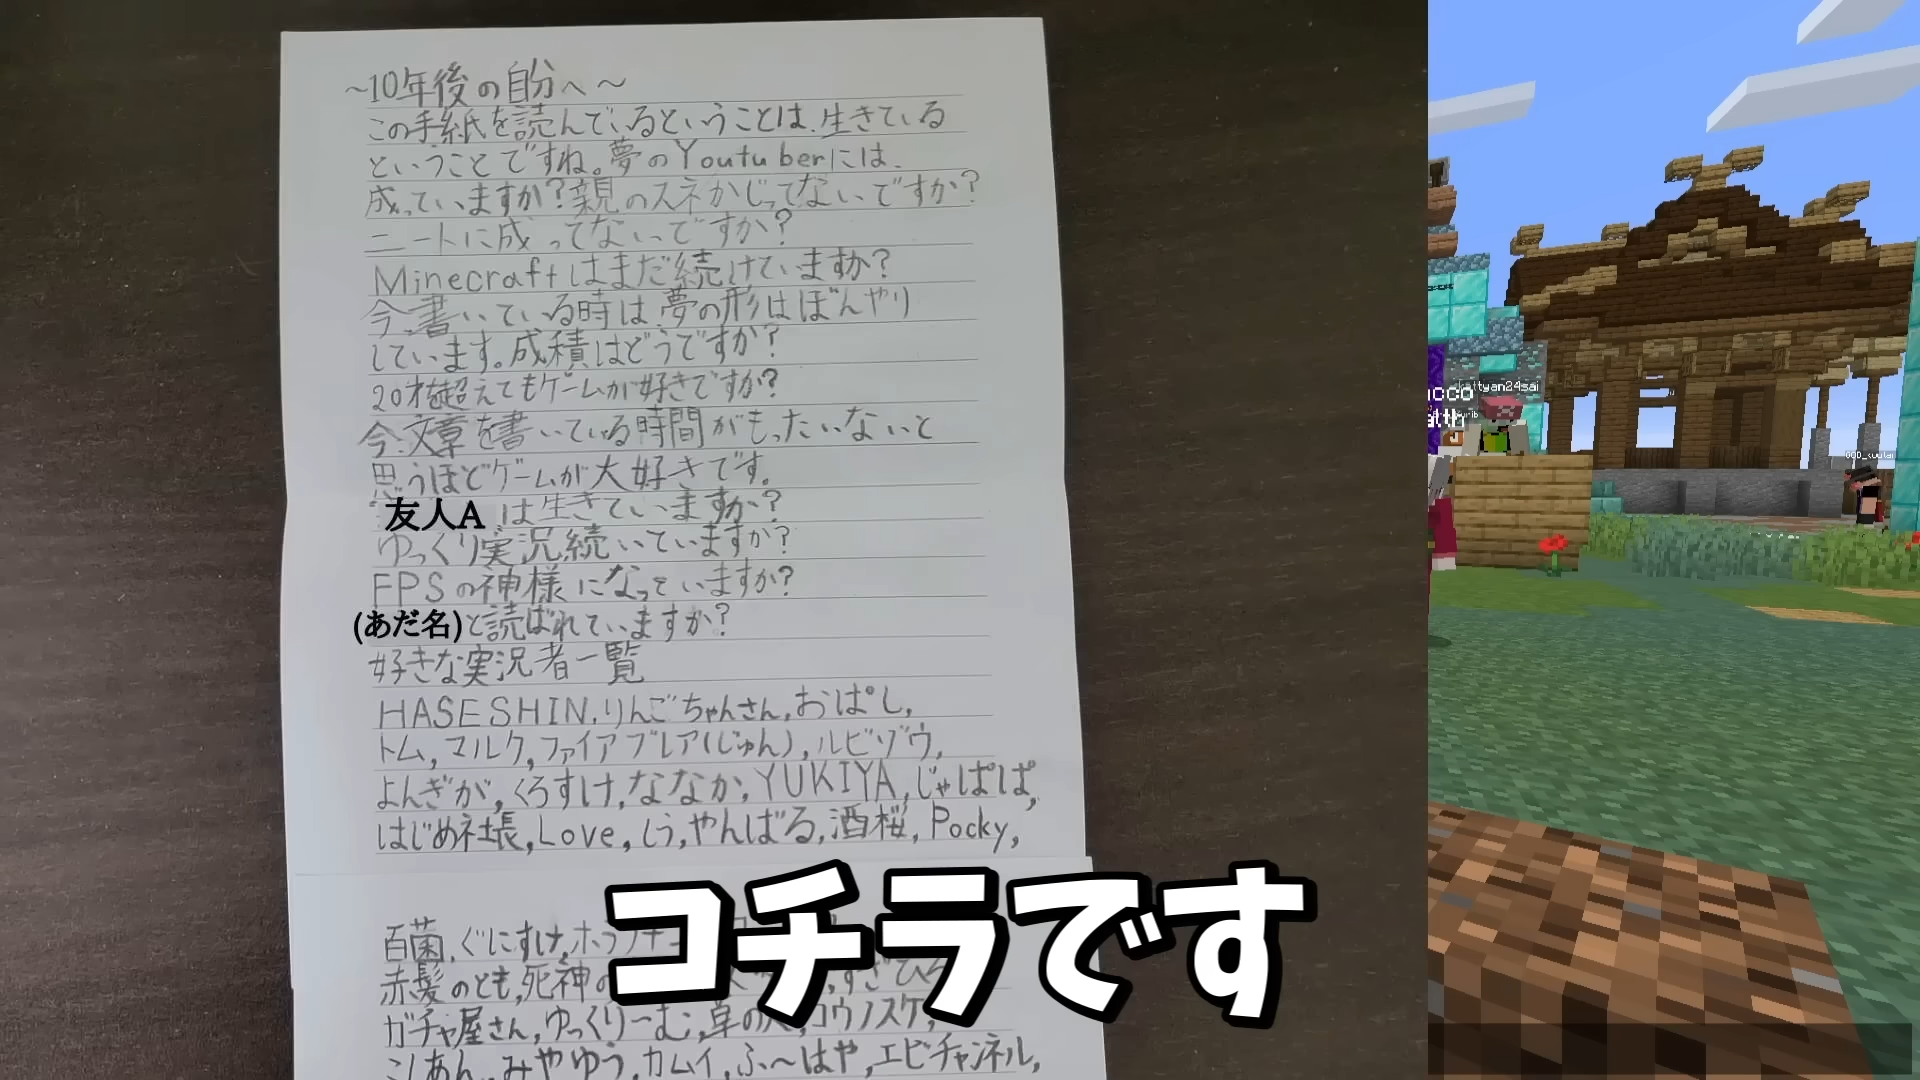 ～10年後の自分へ～
この手紙を読んでいるということは、生きている
ということですね。夢のYoutuberには、
成っていますか?親のスネかじってないですか?
ニートに成ってないですか?
Minecraftはまだ続けていますか?
今、書いている時は夢の形はぼんやり
しています。成積はどうですか?
20才を超えてもゲームが好きですか?
今、文章を書いている時間がもったいないと
思うほどゲームが大好きです。
友人Aは生きていますか?
ゆっくり実況続いていますか?
FPSの神様になっていますか?
(あだ名)と読ばれていますか?
好きな実況者一覧
HASESHIN,りんごちゃんさん,おぱし,
トム,マルク,ファイアブレア(じゅん),ルビゾウ,
よんぎが,くろすけ,ななか,YUKIYA,じゃぱぱ,
はじめ社長,Love,しう,やんばる,酒桜,Pocky,
百菌,ぐにすけ,
赤髪のとも,死神の
ガチャ屋さん,ゆっくりーむ,草の人,コウノスケ,
こしあん,みやゆう,カムイ,ふ～はや,エビチャンネル,
コチラです
kattyan24sai
ucco
ath